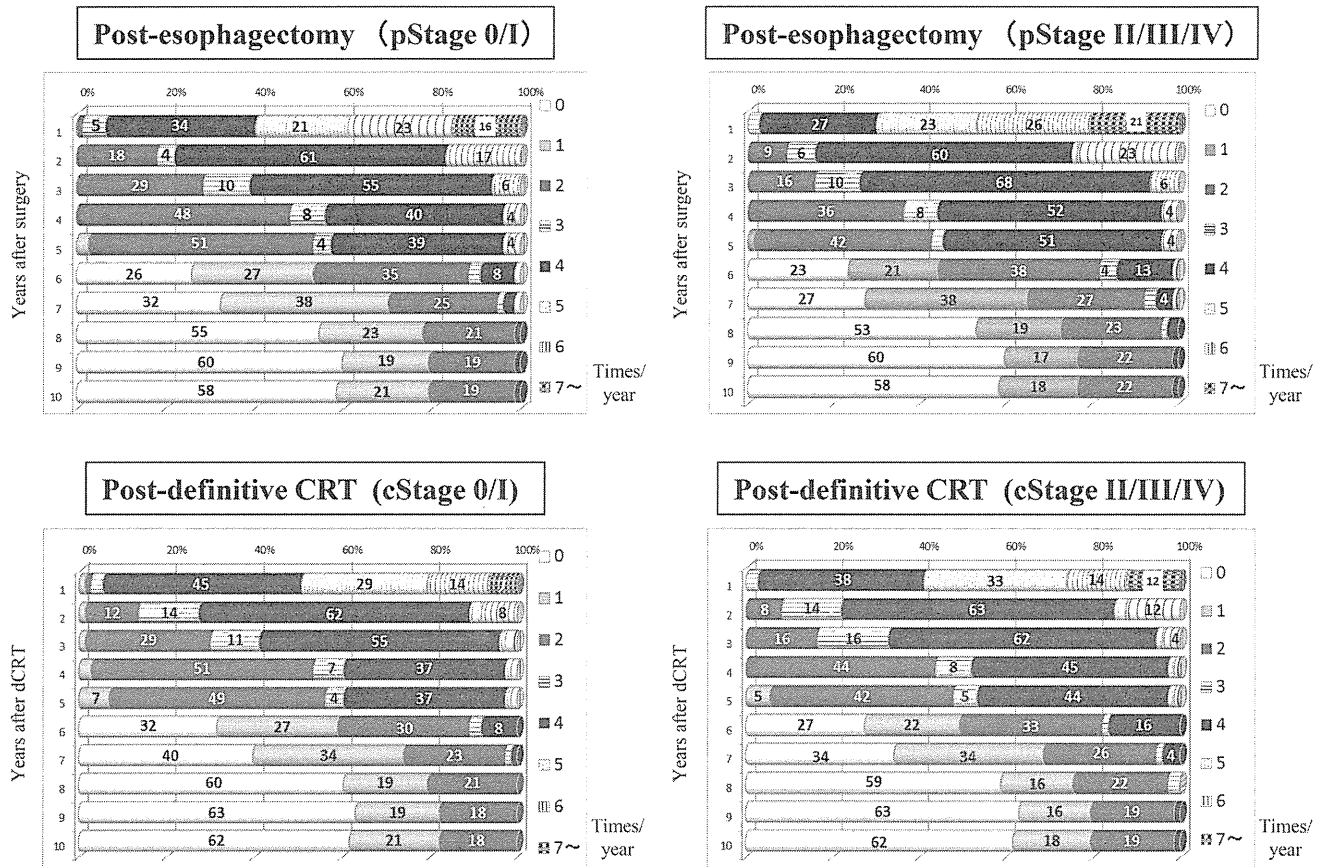 Post-esophagectomy （pStage 0/I）
0% 20% 40% 60% 80% 100%
Years after surgery
1 5 34 21 23 16
2 18 4 61 17
3 29 10 55 6
4 48 8 40 4
5 51 4 39 4
6 26 27 35 8
7 32 38 25
8 55 23 21
9 60 19 19
10 58 21 19
0
1
2
3
4
5
6
7～
Times/
year
Post-esophagectomy （pStage II/III/IV）
0% 20% 40% 60% 80% 100%
Years after surgery
1 27 23 26 21
2 9 6 60 23
3 16 10 68 6
4 36 8 52 4
5 42 51 4
6 23 21 38 4 13
7 27 38 27 4
8 53 19 23
9 60 17 22
10 58 18 22
0
1
2
3
4
5
6
7～
Times/
year
Post-definitive CRT (cStage 0/I)
0% 20% 40% 60% 80% 100%
Years after dCRT
1 45 29 14
2 12 14 62 8
3 29 11 55
4 51 7 37
5 7 49 4 37
6 32 27 30 8
7 40 34 23
8 60 19 21
9 63 19 18
10 62 21 18
0
1
2
3
4
5
6
7～
Times/
year
Post-definitive CRT (cStage II/III/IV)
0% 20% 40% 60% 80% 100%
Years after dCRT
1 38 33 14 12
2 8 14 63 12
3 16 16 62 4
4 44 8 45
5 5 42 5 44
6 27 22 33 16
7 34 34 26 4
8 59 16 22
9 63 16 19
10 62 18 19
0
1
2
3
4
5
6
7～
Times/
year